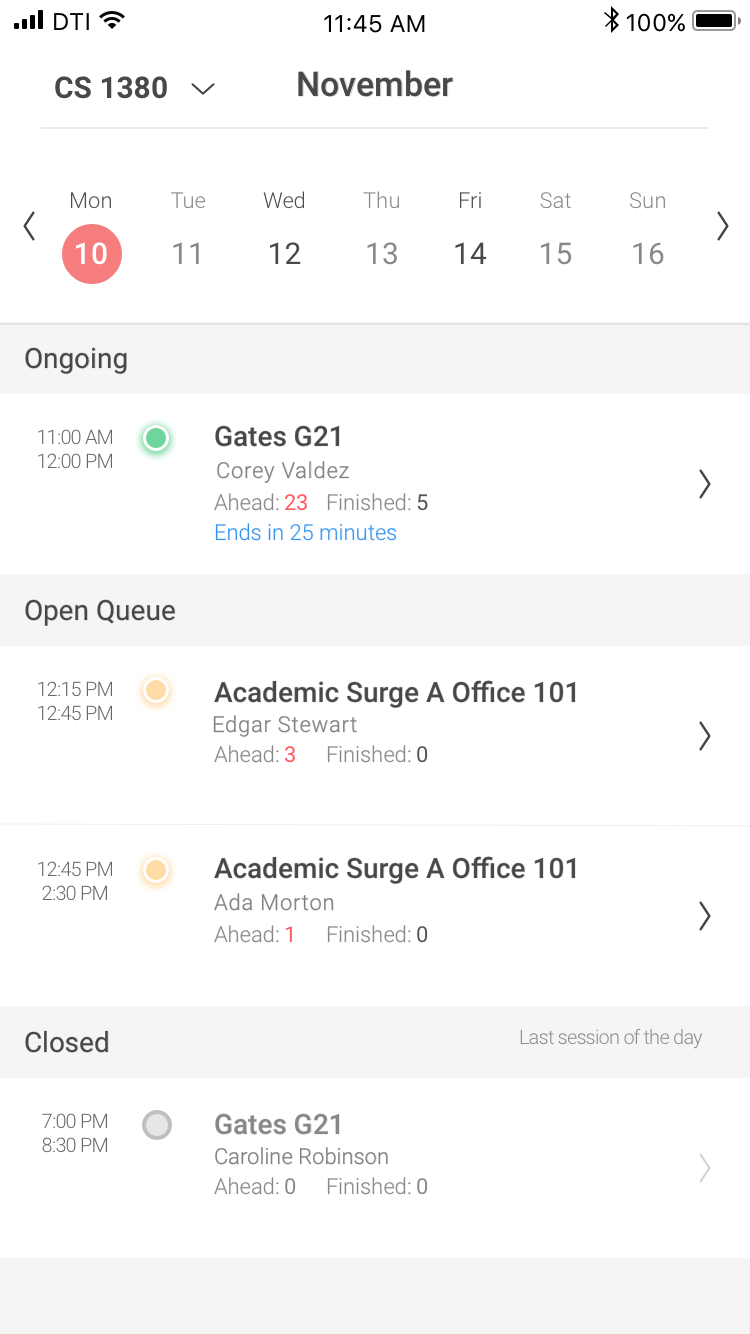 DTI 11:45 AM 100%
CS 1380 November
Mon Tue Wed Thu Fri Sat Sun
10 11 12 13 14 15 16
Ongoing
11:00 AM Gates G21
12:00 PM Corey Valdez
Ahead: 23 Finished: 5
Ends in 25 minutes
Open Queue
12:15 PM Academic Surge A Office 101
12:45 PM Edgar Stewart
Ahead: 3 Finished: 0
12:45 PM Academic Surge A Office 101
2:30 PM Ada Morton
Ahead: 1 Finished: 0
Closed Last session of the day
7:00 PM Gates G21
8:30 PM Caroline Robinson
Ahead: 0 Finished: 0